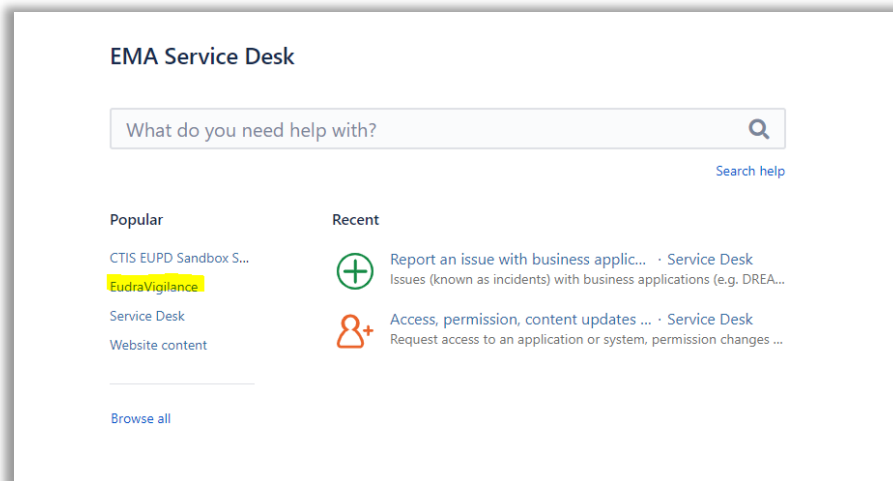 EMA Service Desk
What do you need help with?
Search help
Popular
CTIS EUPD Sandbox S...
EudraVigilance
Service Desk
Website content
Browse all
Recent
Report an issue with business applic... · Service Desk
Issues (known as incidents) with business applications (e.g. DREA...
Access, permission, content updates ... · Service Desk
Request access to an application or system, permission changes ...